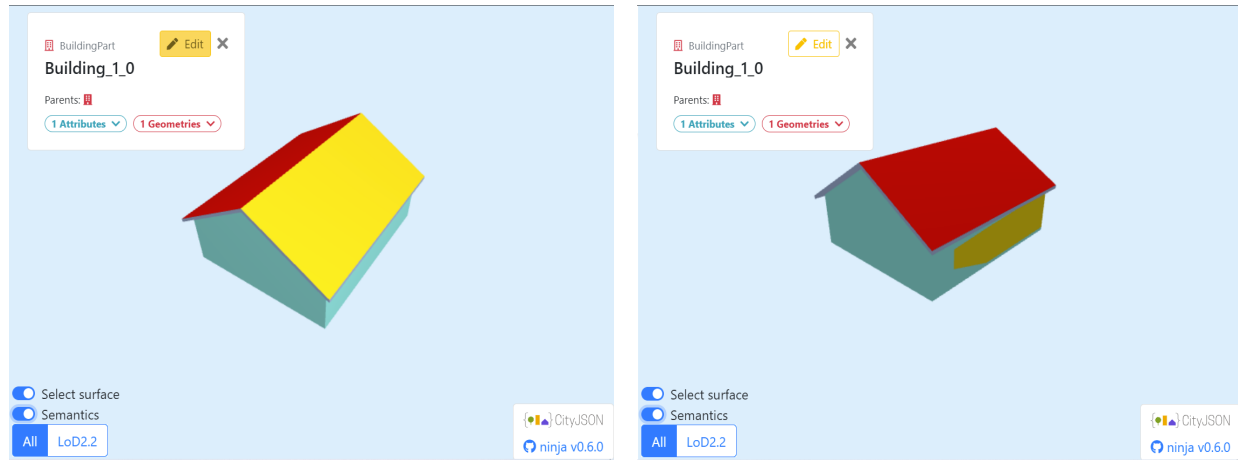 BuildingPart
Edit
Building_1_0
Parents:
1 Attributes
1 Geometries
Select surface
Semantics
All
LoD2.2
{ } CityJSON
ninja v0.6.0
BuildingPart
Edit
Building_1_0
Parents:
1 Attributes
1 Geometries
Select surface
Semantics
All
LoD2.2
{ } CityJSON
ninja v0.6.0